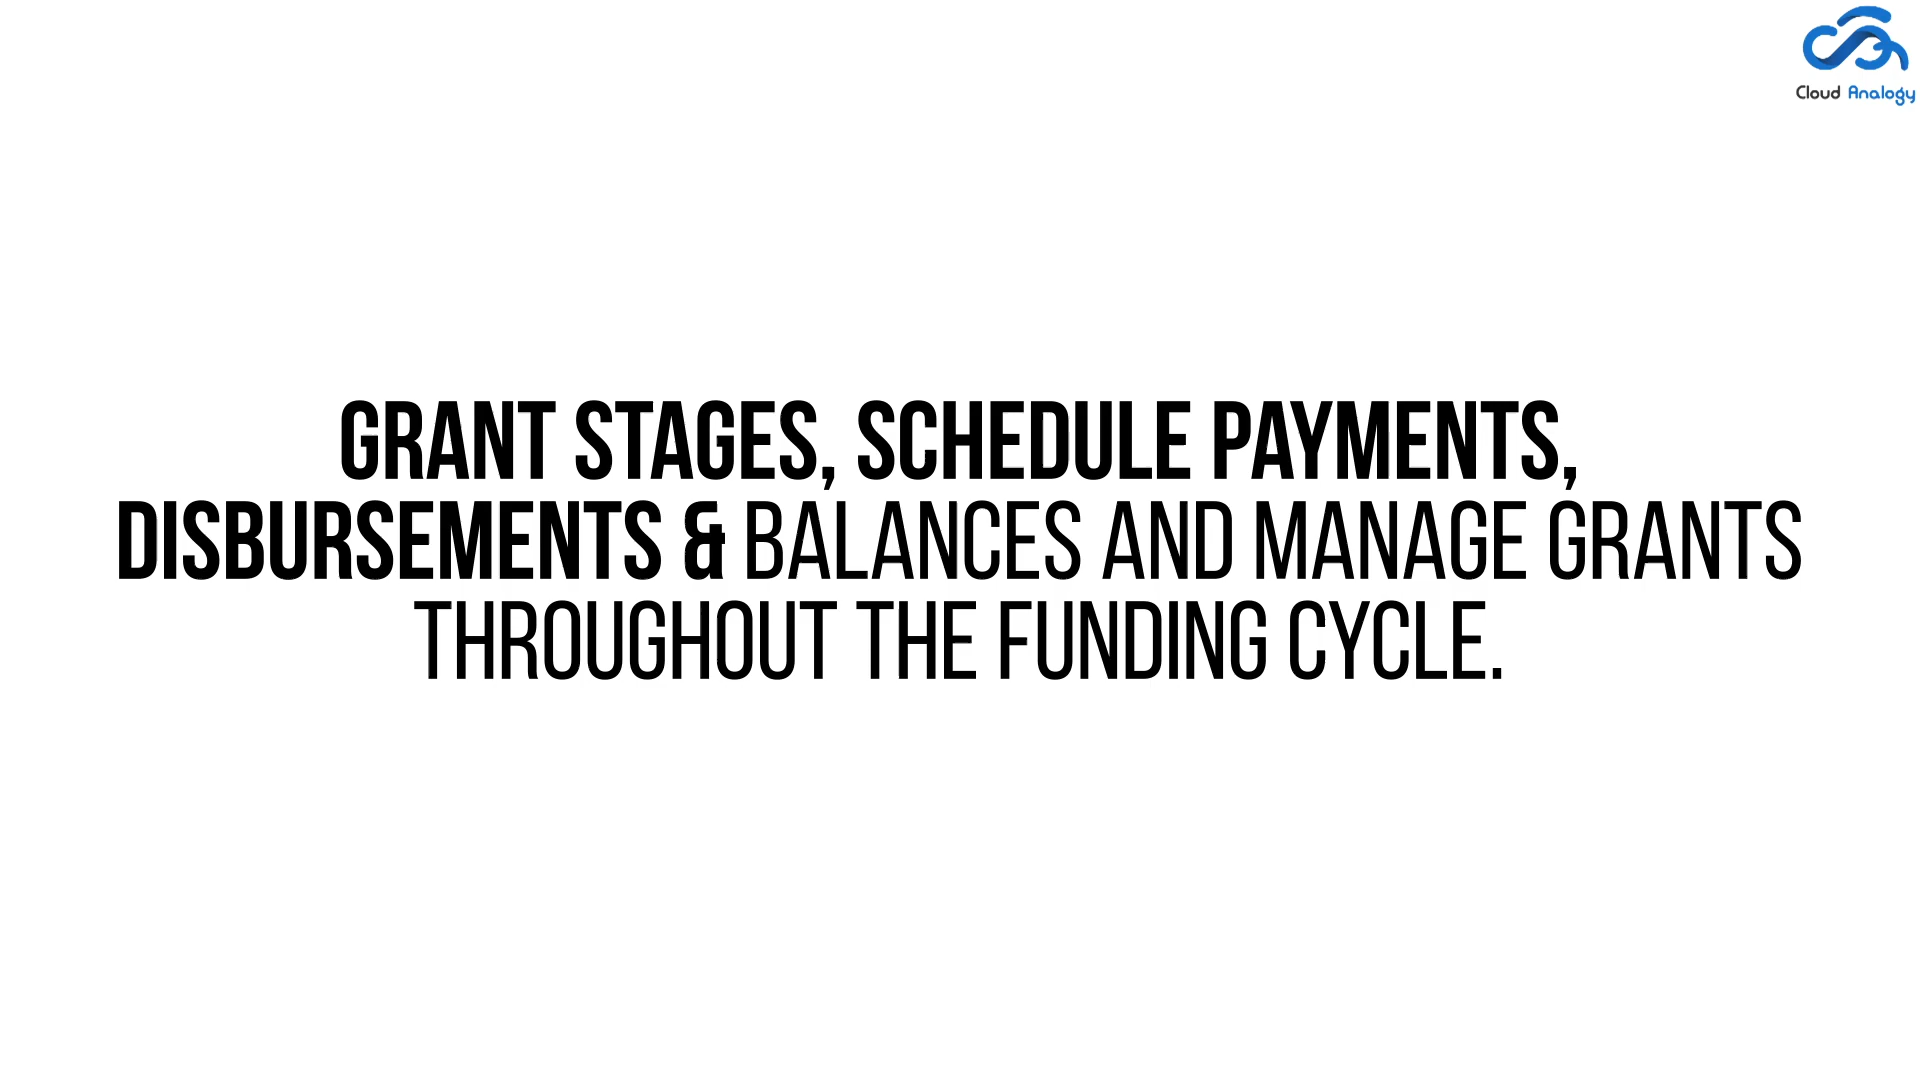 Cloud Analogy
GRANT STAGES, SCHEDULE PAYMENTS,
DISBURSEMENTS & BALANCES AND MANAGE GRANTS
THROUGHOUT THE FUNDING CYCLE.